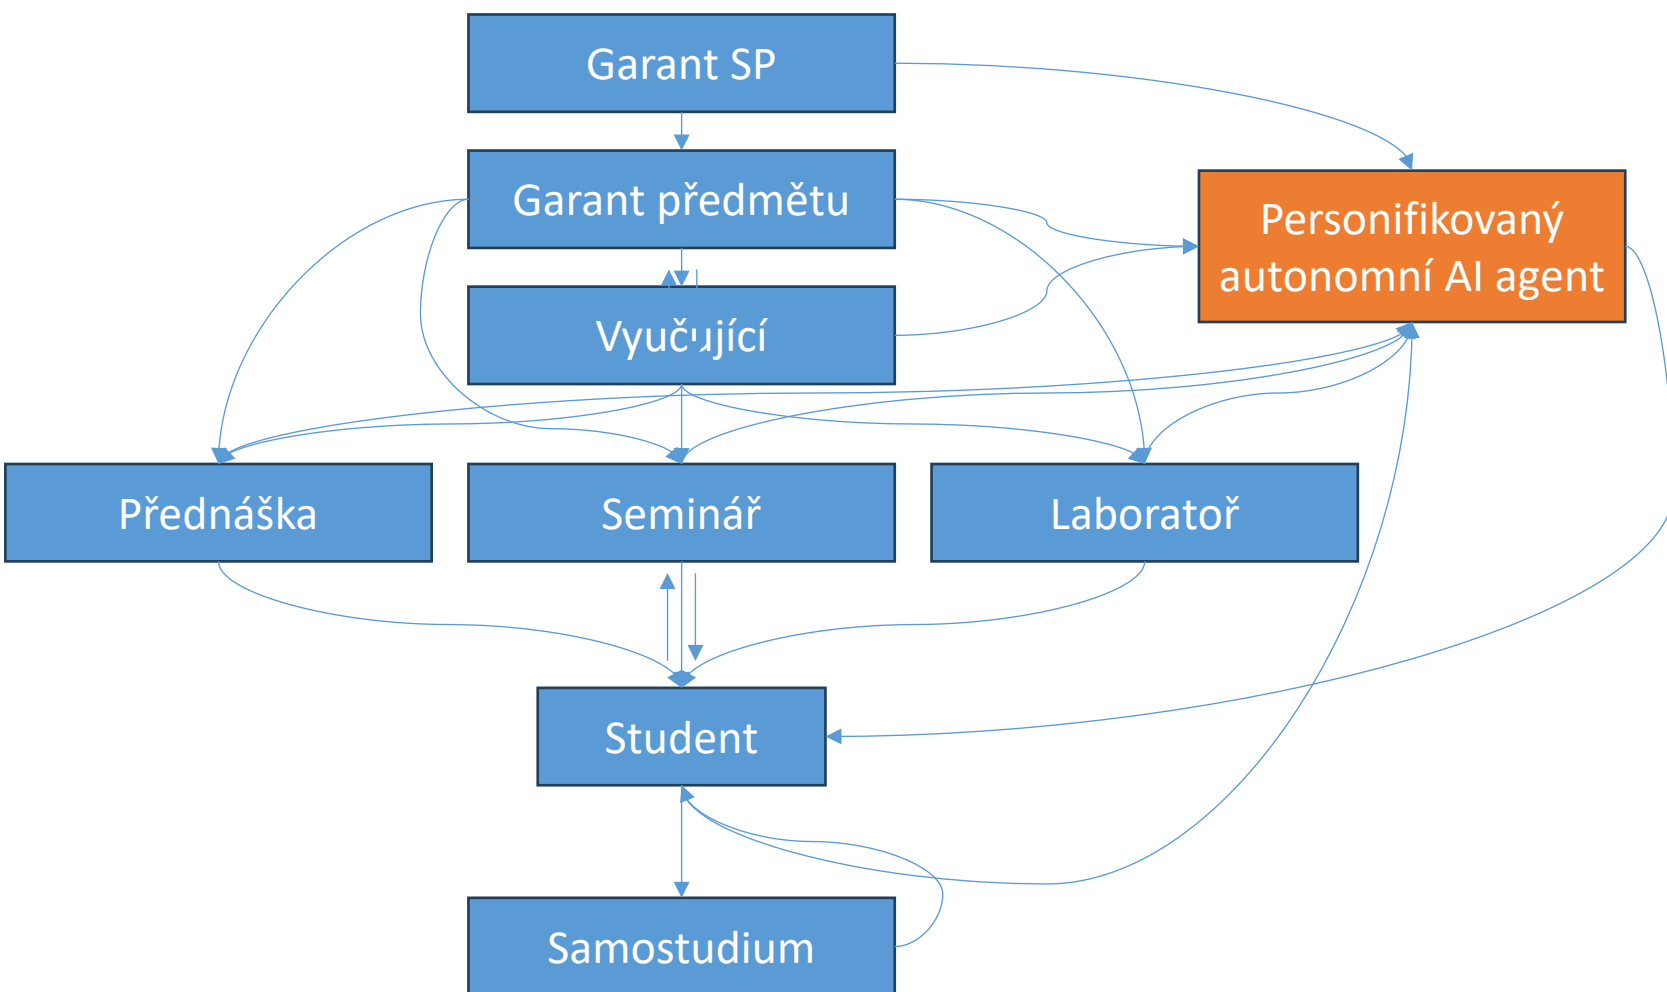 Garant SP
Garant předmětu
Personifikovaný
autonomní AI agent
Vyučující
Přednáška
Seminář
Laboratoř
Student
Samostudium